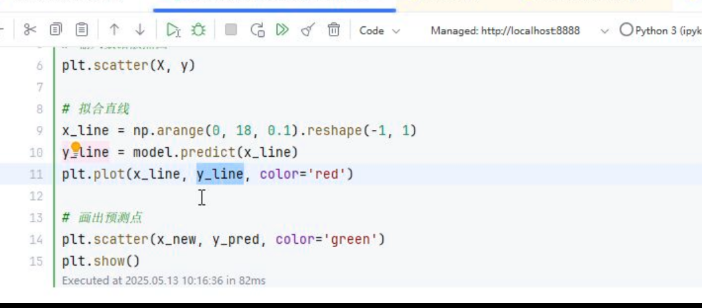 Code Managed: http://localhost:8888 Python 3 (ipyk
6 plt.scatter(X, y)
7
8 # 拟合直线
9 x_line = np.arange(0, 18, 0.1).reshape(-1, 1)
10 y_line = model.predict(x_line)
11 plt.plot(x_line, y_line, color='red')
12
13 # 画出预测点
14 plt.scatter(x_new, y_pred, color='green')
15 plt.show()
Executed at 2025.05.13 10:16:36 in 82ms